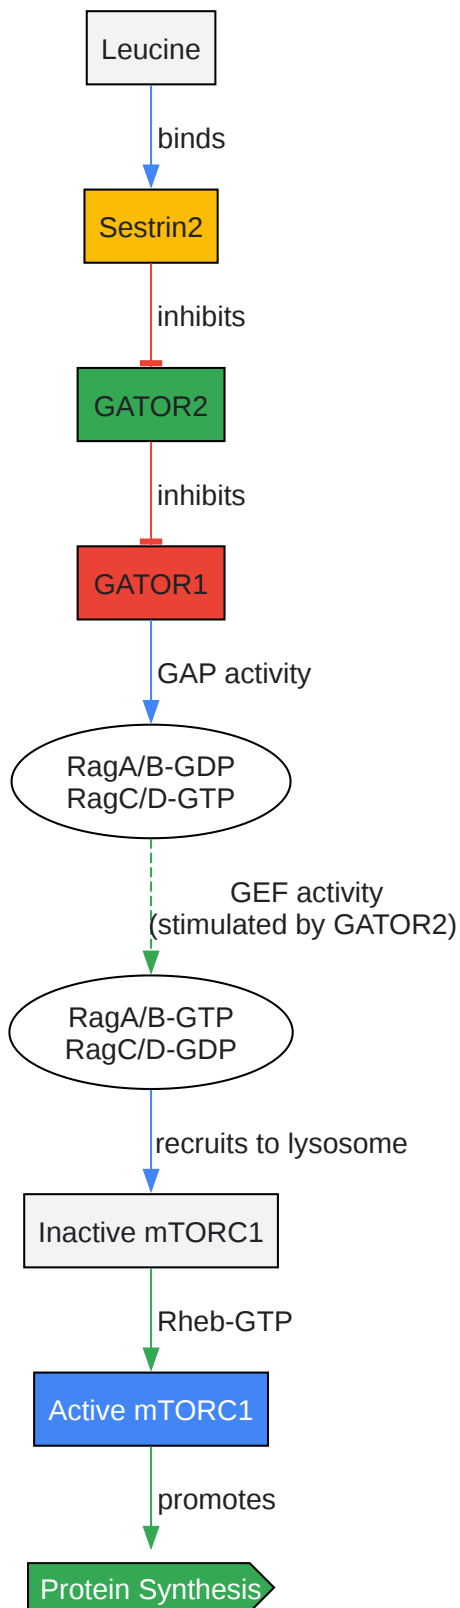 Leucine
binds
Sestrin2
inhibits
GATOR2
inhibits
GATOR1
GAP activity
RagA/B-GDP
RagC/D-GTP
GEF activity
(stimulated by GATOR2)
RagA/B-GTP
RagC/D-GDP
recruits to lysosome
Inactive mTORC1
Rheb-GTP
Active mTORC1
promotes
Protein Synthesis